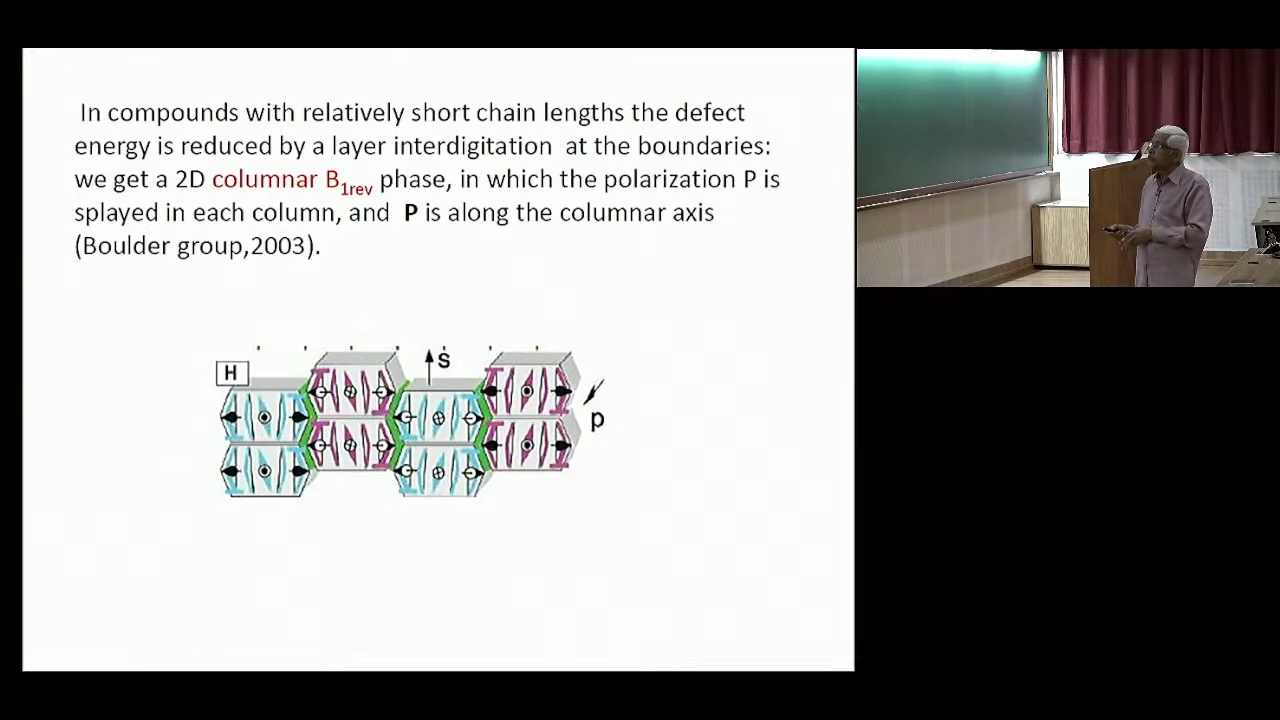 In compounds with relatively short chain lengths the defect
energy is reduced by a layer interdigitation at the boundaries:
we get a 2D columnar B1rev phase, in which the polarization P is
splayed in each column, and P is along the columnar axis
(Boulder group,2003).
H
S
p